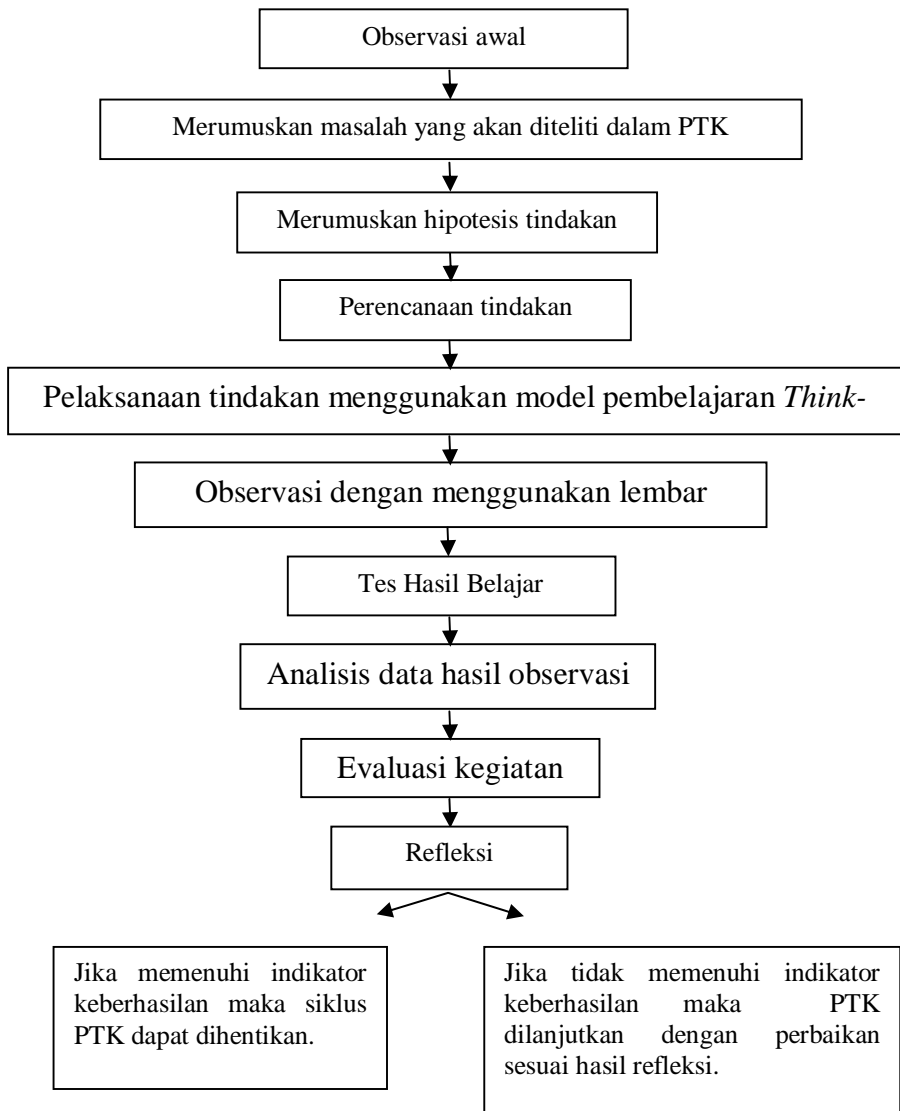 Observasi awal
Merumuskan masalah yang akan diteliti dalam PTK
Merumuskan hipotesis tindakan
Perencanaan tindakan
Pelaksanaan tindakan menggunakan model pembelajaran Think-
Observasi dengan menggunakan lembar
Tes Hasil Belajar
Analisis data hasil observasi
Evaluasi kegiatan
Refleksi
Jika memenuhi indikator
keberhasilan maka siklus
PTK dapat dihentikan.
Jika tidak memenuhi indikator
keberhasilan maka PTK
dilanjutkan dengan perbaikan
sesuai hasil refleksi.